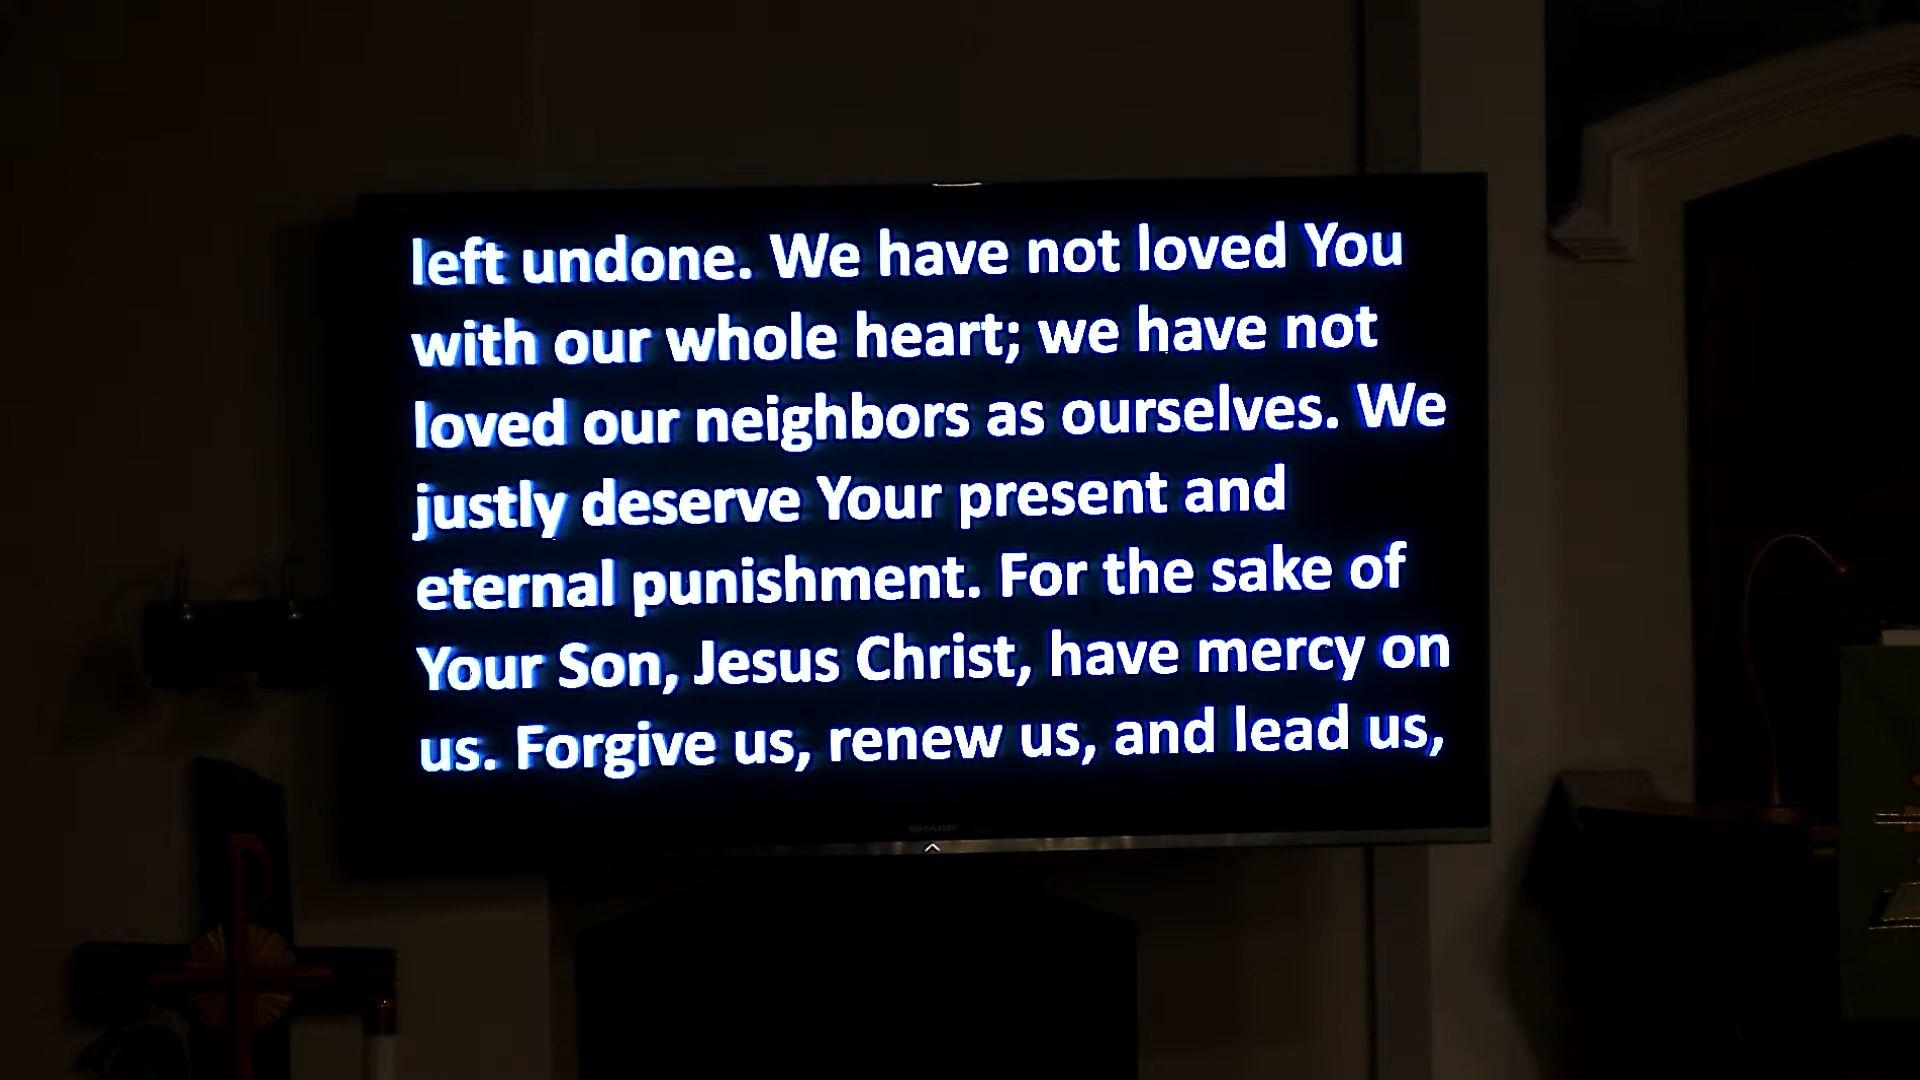 left undone. We have not loved You
with our whole heart; we have not
loved our neighbors as ourselves. We
justly deserve Your present and
eternal punishment. For the sake of
Your Son, Jesus Christ, have mercy on
us. Forgive us, renew us, and lead us,
SHARP